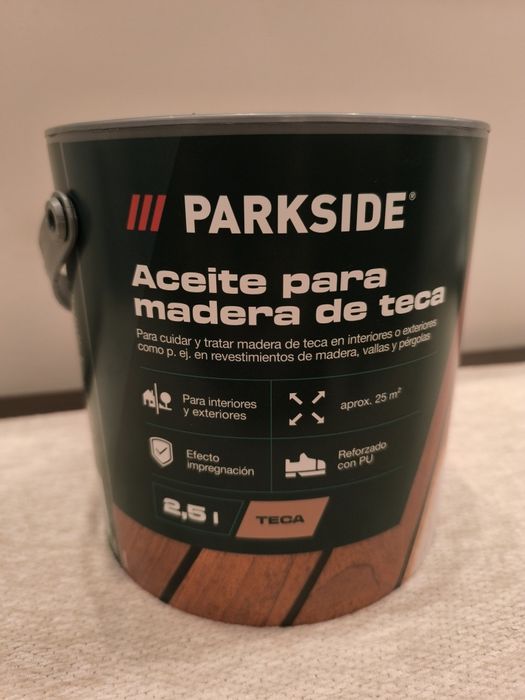 PARKSIDE®
Aceite para
madera de teca
Para cuidar y tratar madera de teca en interiores o exteriores
como p. ej. en revestimientos de madera, vallas y pérgolas
Para interiores
y exteriores
aprox. 25 m²
Efecto
impregnación
Reforzado
con PU
2,5 l
TECA